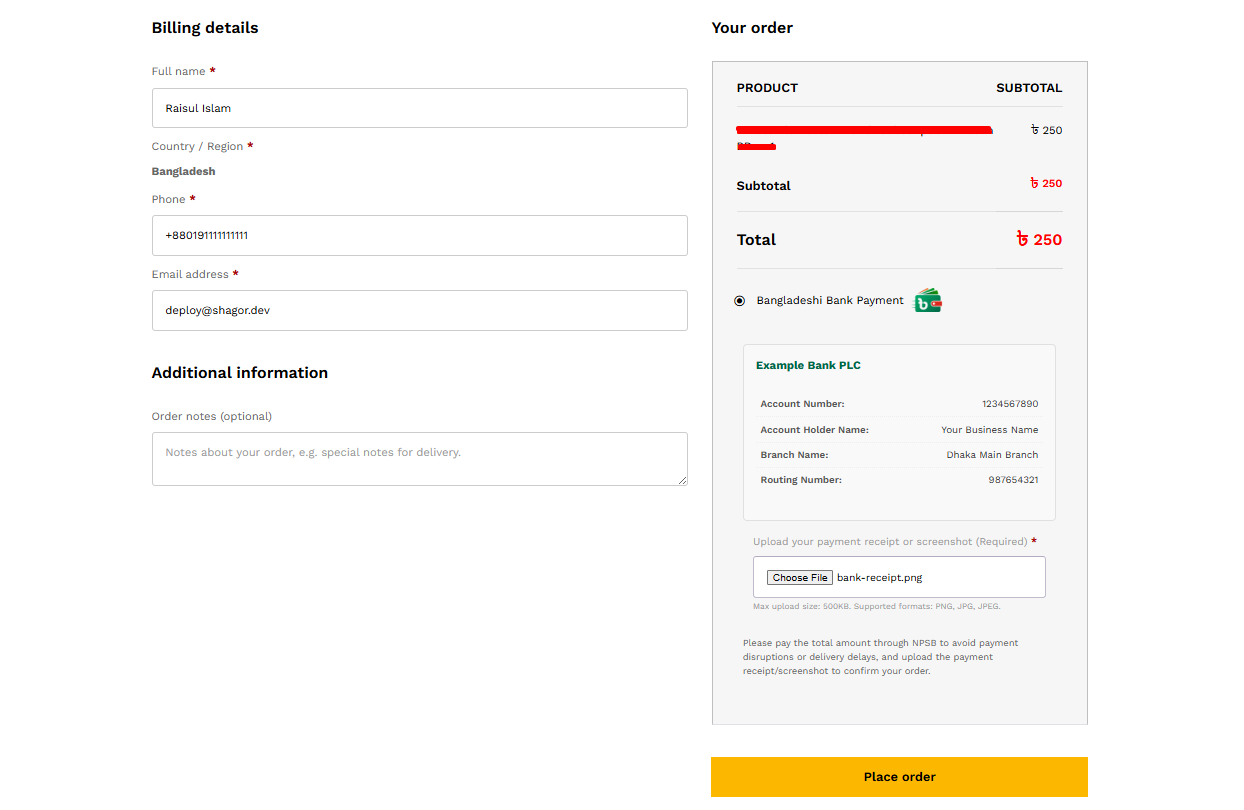 Billing details
Full name *
Raisul Islam
Country / Region *
Bangladesh
Phone *
+880191111111111
Email address *
deploy@shagor.dev
Additional information
Order notes (optional)
Notes about your order, e.g. special notes for delivery.
Your order
PRODUCT SUBTOTAL
৳ 250
Subtotal ৳ 250
Total ৳ 250
Bangladeshi Bank Payment
Example Bank PLC
Account Number: 1234567890
Account Holder Name: Your Business Name
Branch Name: Dhaka Main Branch
Routing Number: 987654321
Upload your payment receipt or screenshot (Required) *
Choose File bank-receipt.png
Max upload size: 500KB. Supported formats: PNG, JPG, JPEG.
Please pay the total amount through NPSB to avoid payment
disruptions or delivery delays, and upload the payment
receipt/screenshot to confirm your order.
Place order